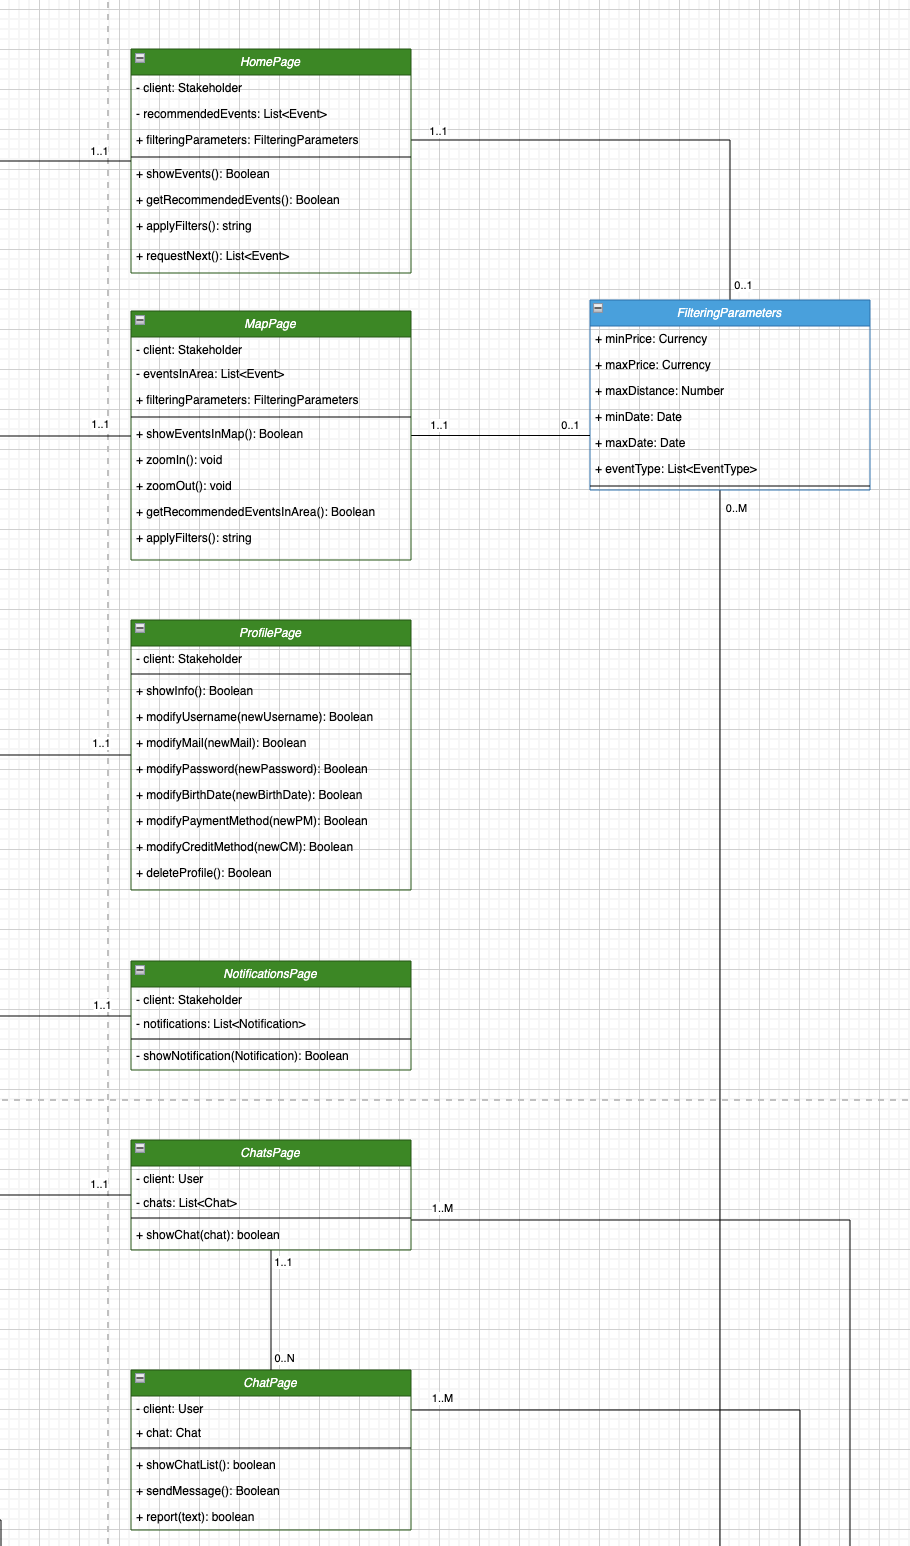 HomePage
- client: Stakeholder
- recommendedEvents: List<Event>
+ filteringParameters: FilteringParameters
1..1
1..1
+ showEvents(): Boolean
+ getRecommendedEvents(): Boolean
+ applyFilters(): string
+ requestNext(): List<Event>
0..1
MapPage
- client: Stakeholder
- eventsInArea: List<Event>
+ filteringParameters: FilteringParameters
1..1
+ showEventsInMap(): Boolean
+ zoomIn(): void
+ zoomOut(): void
+ getRecommendedEventsInArea(): Boolean
+ applyFilters(): string
1..1
0..1
FilteringParameters
+ minPrice: Currency
+ maxPrice: Currency
+ maxDistance: Number
+ minDate: Date
+ maxDate: Date
+ eventType: List<EventType>
0..M
ProfilePage
- client: Stakeholder
+ showInfo(): Boolean
+ modifyUsername(newUsername): Boolean
1..1
+ modifyMail(newMail): Boolean
+ modifyPassword(newPassword): Boolean
+ modifyBirthDate(newBirthDate): Boolean
+ modifyPaymentMethod(newPM): Boolean
+ modifyCreditMethod(newCM): Boolean
+ deleteProfile(): Boolean
NotificationsPage
- client: Stakeholder
1..1
- notifications: List<Notification>
- showNotification(Notification): Boolean
ChatsPage
- client: User
1..1
- chats: List<Chat>
1..M
+ showChat(chat): boolean
1..1
0..N
ChatPage
1..M
- client: User
+ chat: Chat
+ showChatList(): boolean
+ sendMessage(): Boolean
+ report(text): boolean